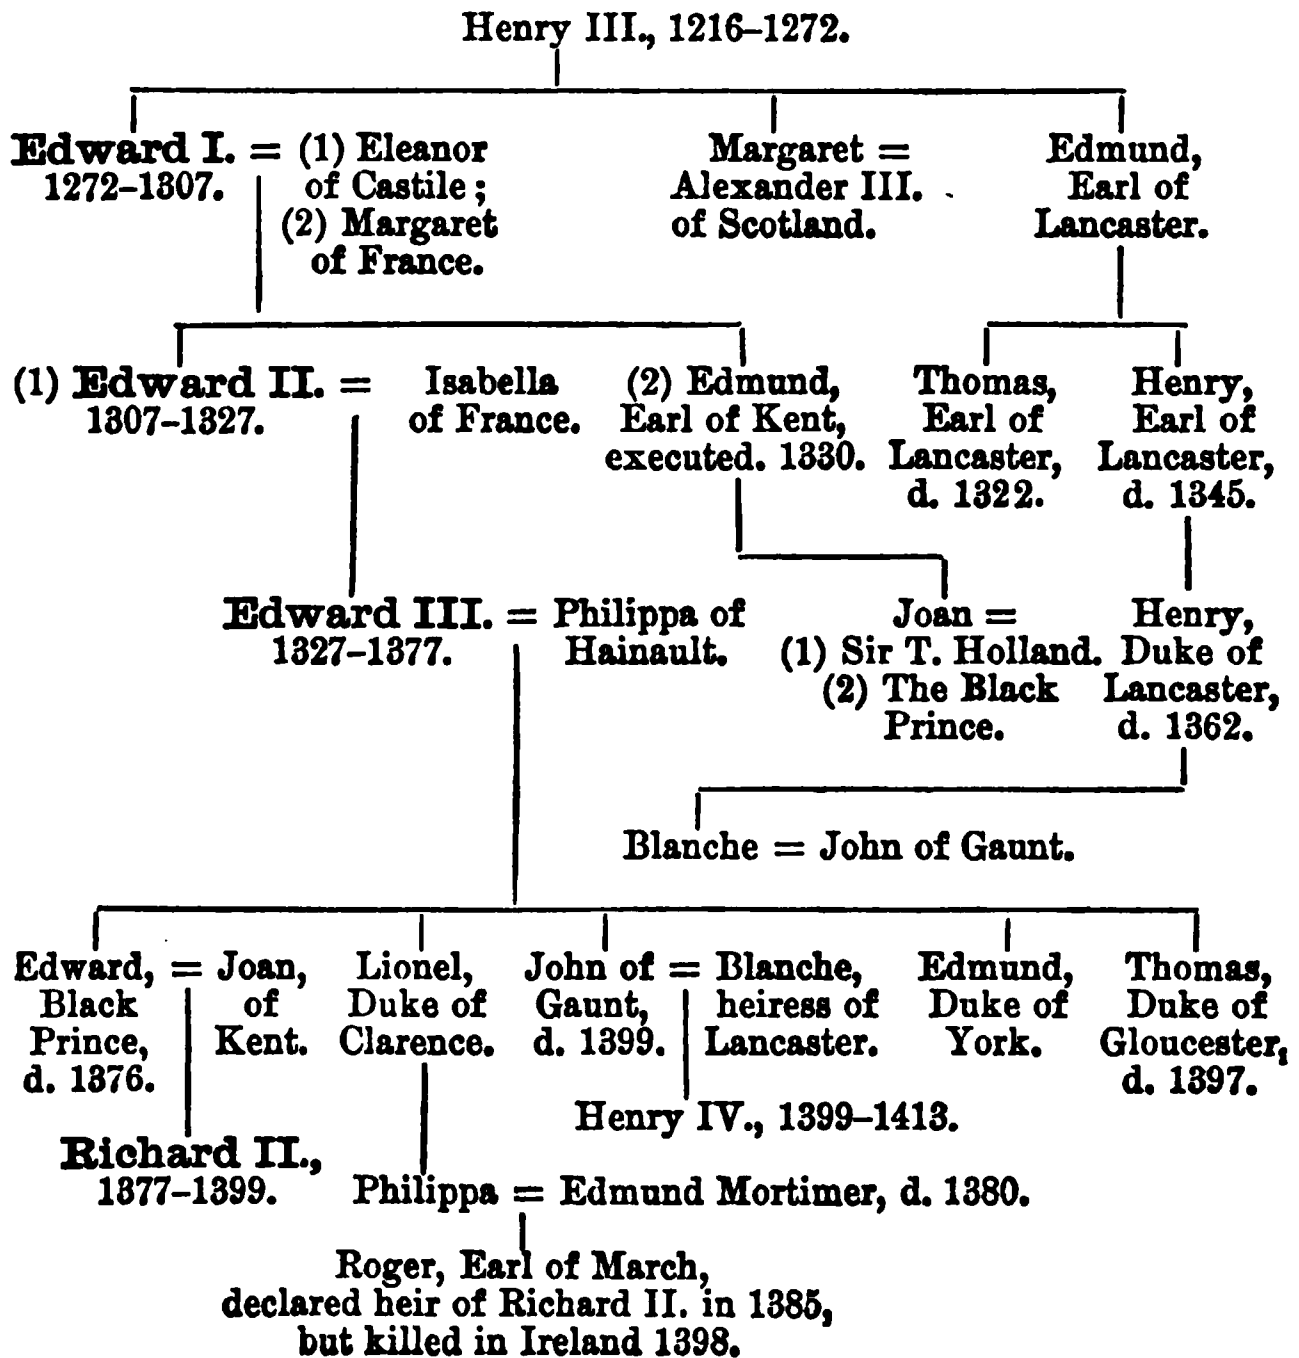 Henry III., 1216–1272.
Edward I. = (1) Eleanor
1272–1307. of Castile;
(2) Margaret
of France.
Margaret =
Alexander III.
of Scotland.
Edmund,
Earl of
Lancaster.
(1) Edward II. = Isabella
1307–1327. of France.
(2) Edmund,
Earl of Kent,
executed. 1330.
Thomas,
Earl of
Lancaster,
d. 1322.
Henry,
Earl of
Lancaster,
d. 1345.
Edward III. = Philippa of
1327–1377. Hainault.
Joan =
(1) Sir T. Holland.
(2) The Black
Prince.
Henry,
Duke of
Lancaster,
d. 1362.
Blanche = John of Gaunt.
Edward, = Joan,
Black of
Prince, Kent.
d. 1376.
Lionel,
Duke of
Clarence.
John of = Blanche,
Gaunt, heiress of
d. 1399. Lancaster.
Edmund,
Duke of
York.
Thomas,
Duke of
Gloucester,
d. 1397.
Henry IV., 1399–1413.
Richard II.,
1377–1399.
Philippa = Edmund Mortimer, d. 1380.
Roger, Earl of March,
declared heir of Richard II. in 1385,
but killed in Ireland 1398.